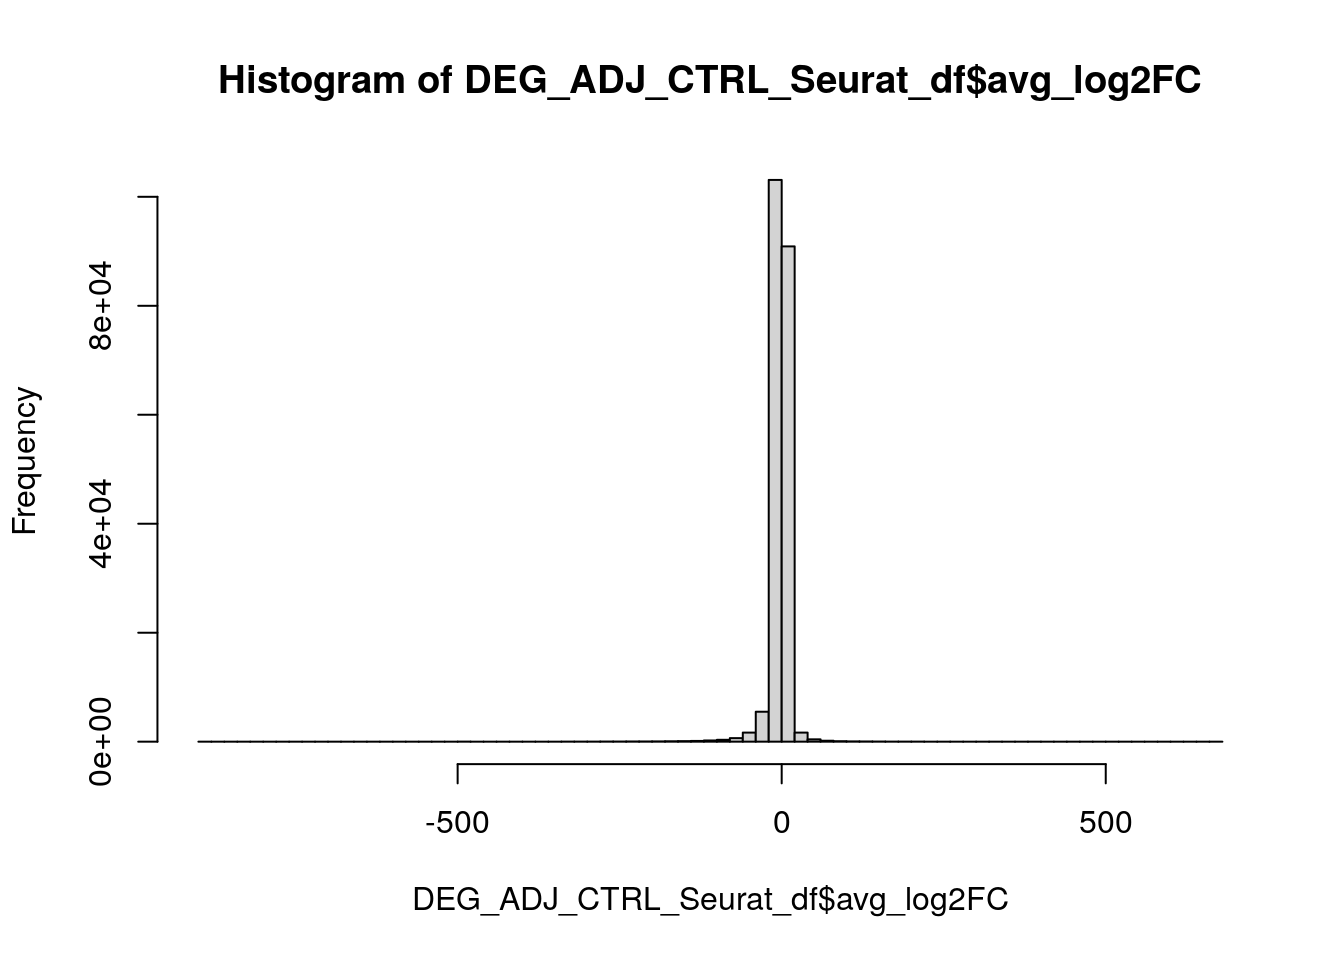 Histogram of DEG_ADJ_CTRL_Seurat_df$avg_log2FC
Frequency
8e+04
4e+04
0e+00
-500 0 500
DEG_ADJ_CTRL_Seurat_df$avg_log2FC